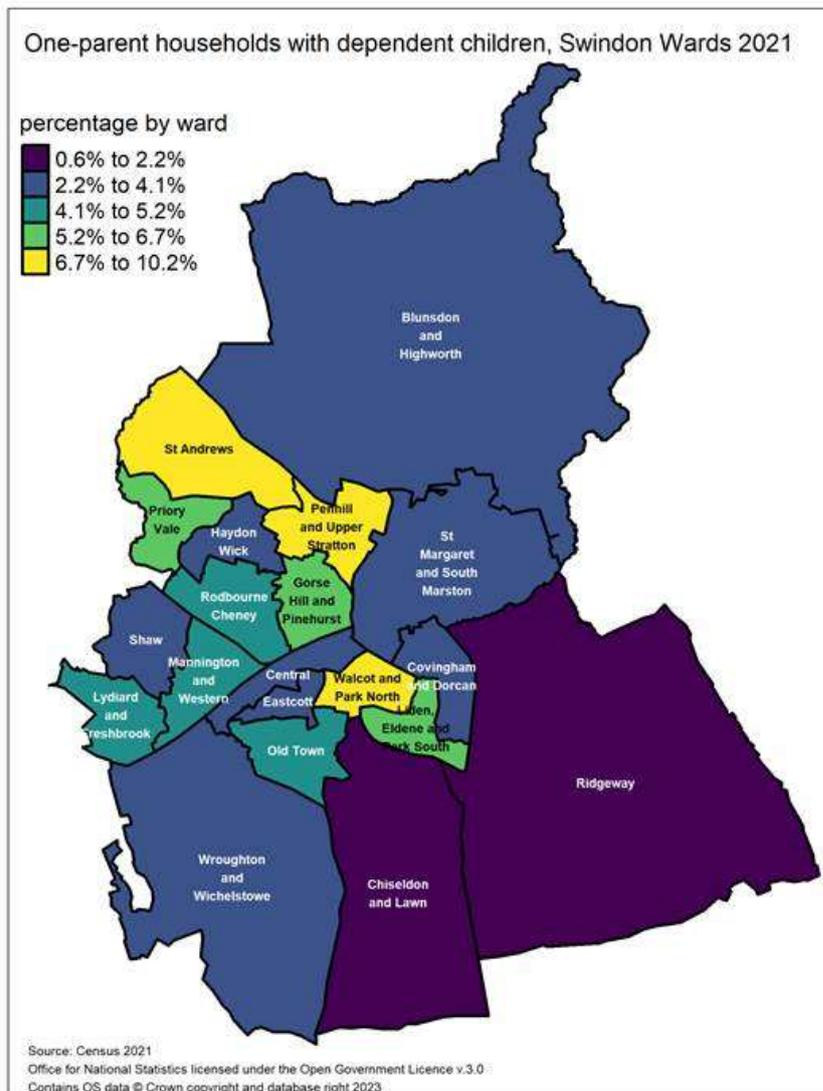 One-parent households with dependent children, Swindon Wards 2021
percentage by ward
0.6% to 2.2%
2.2% to 4.1%
4.1% to 5.2%
5.2% to 6.7%
6.7% to 10.2%
Blunsdon
and
Highworth
St Andrews
Priory
Vale
Haydon
Wick
Penhill
and Upper
Stratton
St
Margaret
and South
Marston
Gorse
Hill and
Pinehurst
Rodbourne
Cheney
Shaw
Mannington
and
Western
Lydiard
and
Freshbrook
Central
Eastcott
Walcot and
Park North
Covingham
and Dorcan
Liden,
Eldene and
Park South
Old Town
Ridgeway
Wroughton
and
Wichelstowe
Chiseldon
and Lawn
Source: Census 2021
Office for National Statistics licensed under the Open Government Licence v.3.0
Contains OS data © Crown copyright and database right 2023